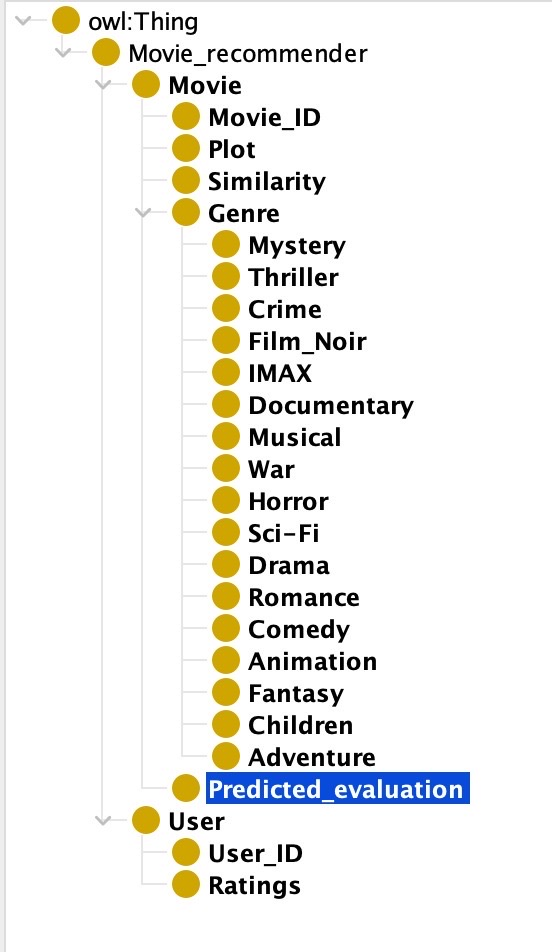 owl:Thing
Movie_recommender
Movie
Movie_ID
Plot
Similarity
Genre
Mystery
Thriller
Crime
Film_Noir
IMAX
Documentary
Musical
War
Horror
Sci-Fi
Drama
Romance
Comedy
Animation
Fantasy
Children
Adventure
Predicted_evaluation
User
User_ID
Ratings